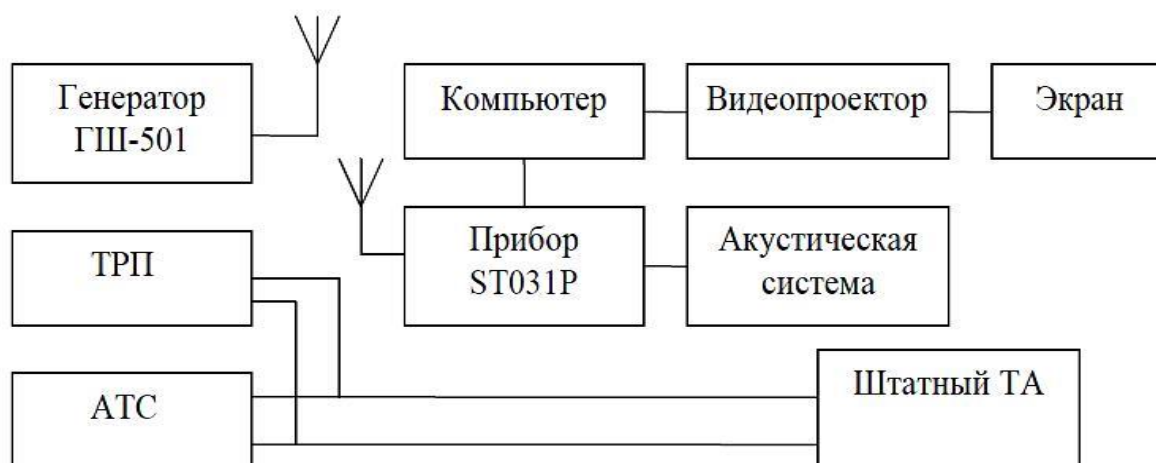 Генератор
ГШ-501
Компьютер
Видеопроектор
Экран
ТРП
Прибор
ST031P
Акустическая
система
АТС
Штатный ТА